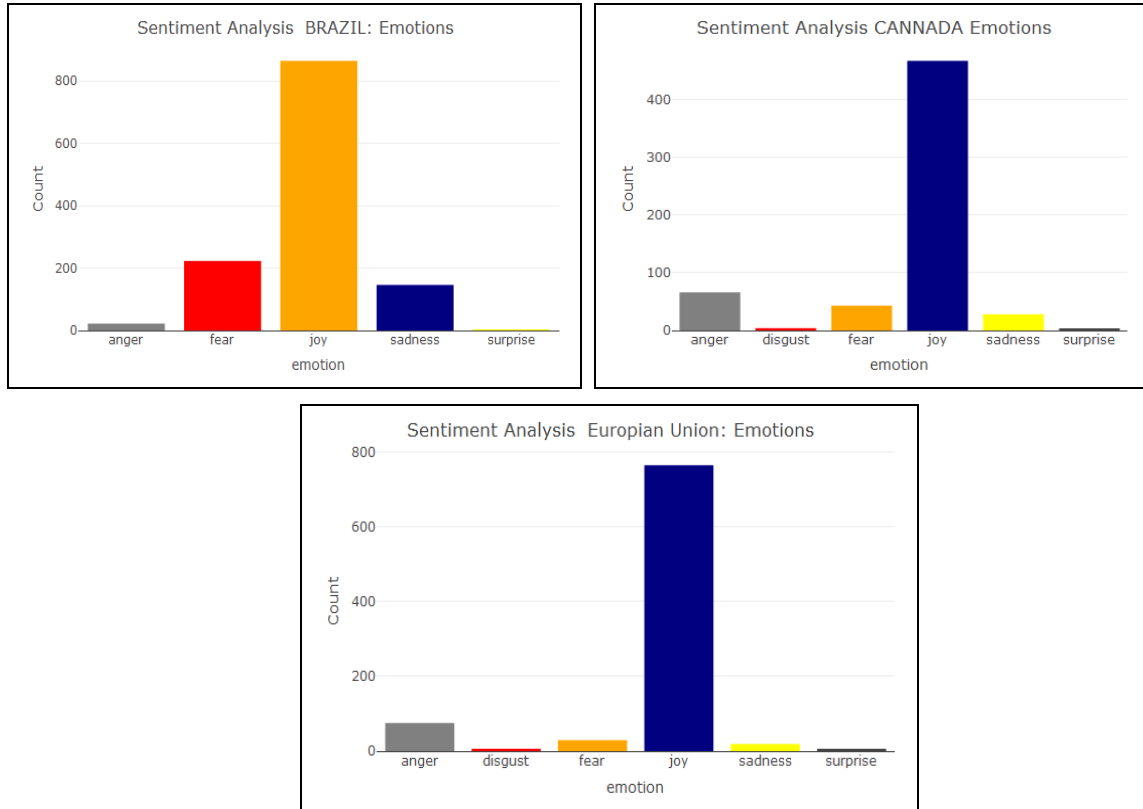 Sentiment Analysis  BRAZIL: Emotions
800
600
400
200
0
Count
anger fear joy sadness surprise
emotion
Sentiment Analysis CANNADA Emotions
400
300
200
100
0
Count
anger disgust fear joy sadness surprise
emotion
Sentiment Analysis  Europian Union: Emotions
800
600
400
200
0
Count
anger disgust fear joy sadness surprise
emotion